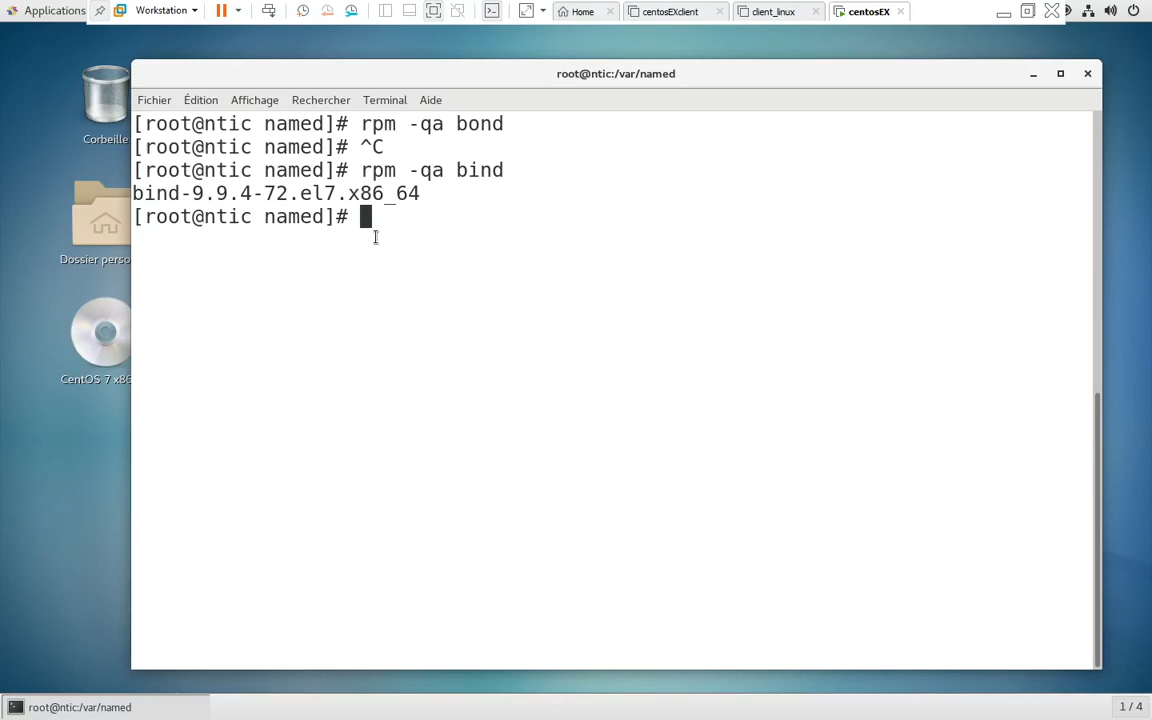 Applications
Workstation
Home
centosEXclient
client_linux
centosEX
Corbeille
Dossier perso
CentOS 7 x86
root@ntic:/var/named
Fichier Édition Affichage Rechercher Terminal Aide
[root@ntic named]# rpm -qa bond
[root@ntic named]# ^C
[root@ntic named]# rpm -qa bind
bind-9.9.4-72.el7.x86_64
[root@ntic named]#
root@ntic:/var/named
1 / 4